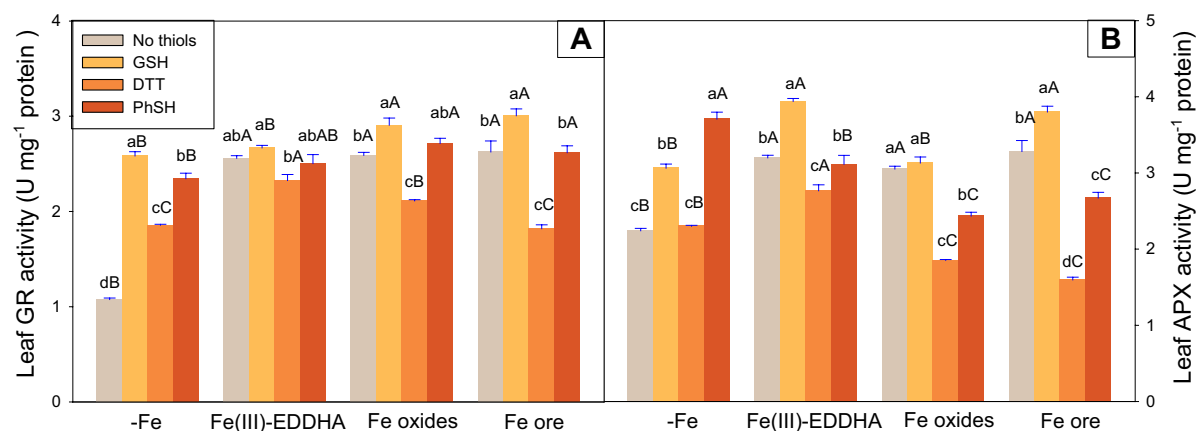 4
3
2
1
0
Leaf GR activity (U mg⁻¹ protein )
No thiols
GSH
DTT
PhSH
A
dB
aB
cC
bB
abA
aB
bA
abAB
bA
aA
cB
abA
bA
aA
cC
bA
-Fe
Fe(III)-EDDHA
Fe oxides
Fe ore
B
cB
bB
cB
aA
bA
aA
cA
bB
aA
aB
cC
bC
bA
aA
dC
cC
-Fe
Fe(III)-EDDHA
Fe oxides
Fe ore
5
4
3
2
1
0
Leaf APX activity (U mg⁻¹ protein)